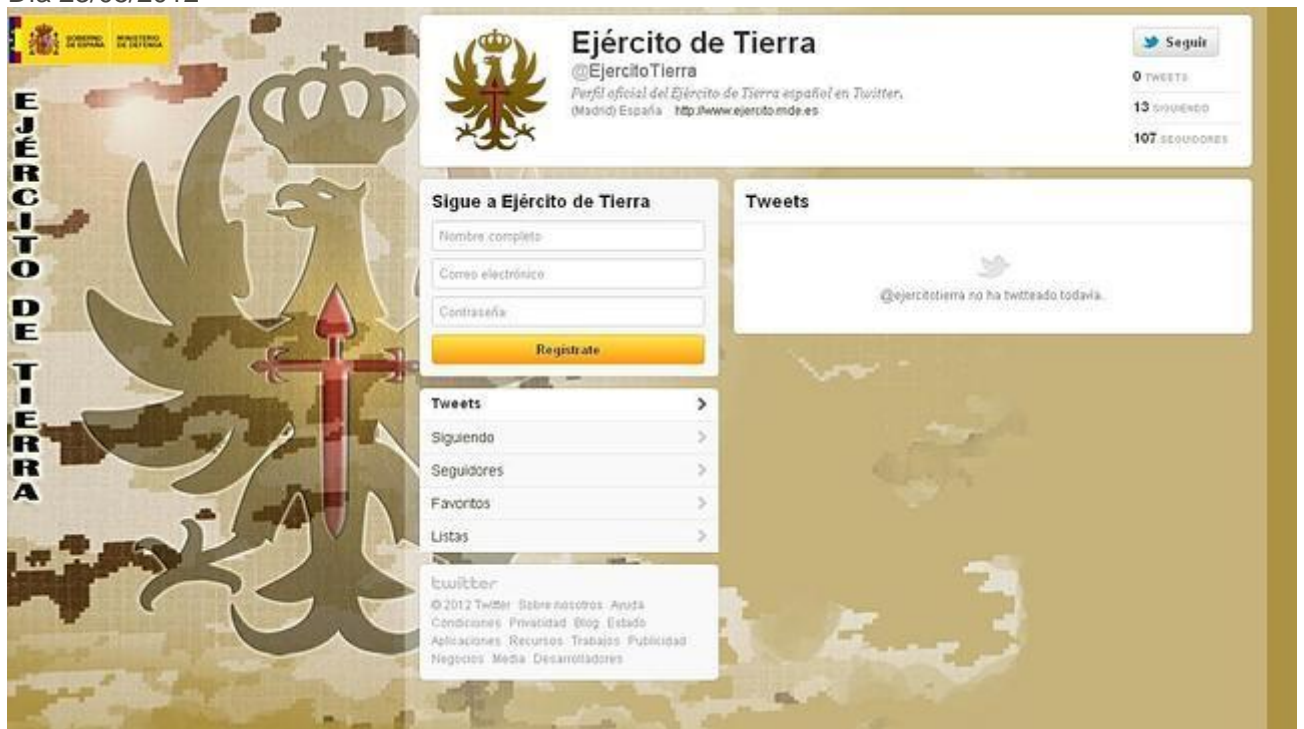 GOBIERNO DE ESPAÑA
MINISTERIO DE DEFENSA
EJÉRCITO DE TIERRA
Ejército de Tierra
@EjercitoTierra
Perfil oficial del Ejército de Tierra español en Twitter.
(Madrid) España http://www.ejercito.mde.es
Seguir
0 TWEETS
13 SIGUIENDO
107 SEGUIDORES
Sigue a Ejército de Tierra
Nombre completo
Correo electrónico
Contraseña
Regístrate
Tweets
Siguiendo
Seguidores
Favoritos
Listas
Tweets
@ejercitotierra no ha twitteado todavía.
twitter
© 2012 Twitter Sobre nosotros Ayuda
Condiciones Privacidad Blog Estado
Aplicaciones Recursos Trabajos Publicidad
Negocios Media Desarrolladores